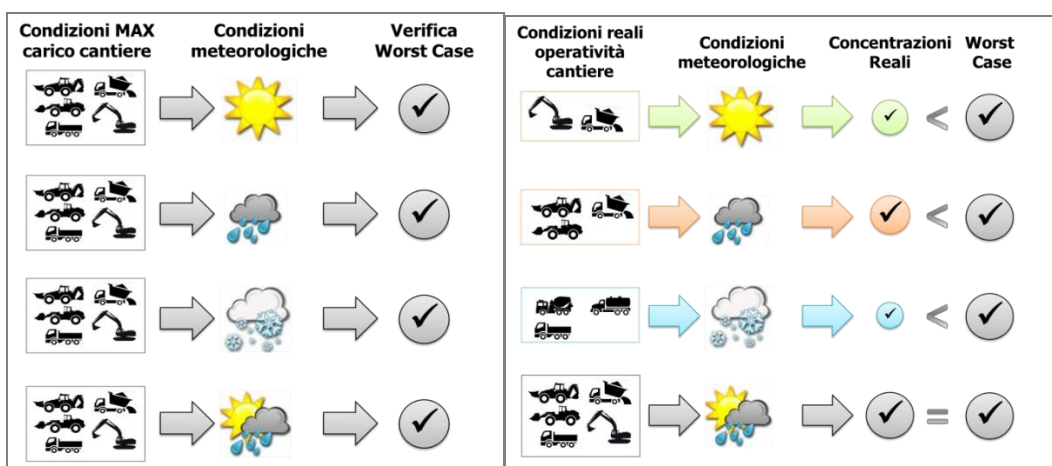 Condizioni MAX
carico cantiere
Condizioni
meteorologiche
Verifica
Worst Case
Condizioni reali
operatività
cantiere
Condizioni
meteorologiche
Concentrazioni
Reali
Worst
Case
<
<
<
=